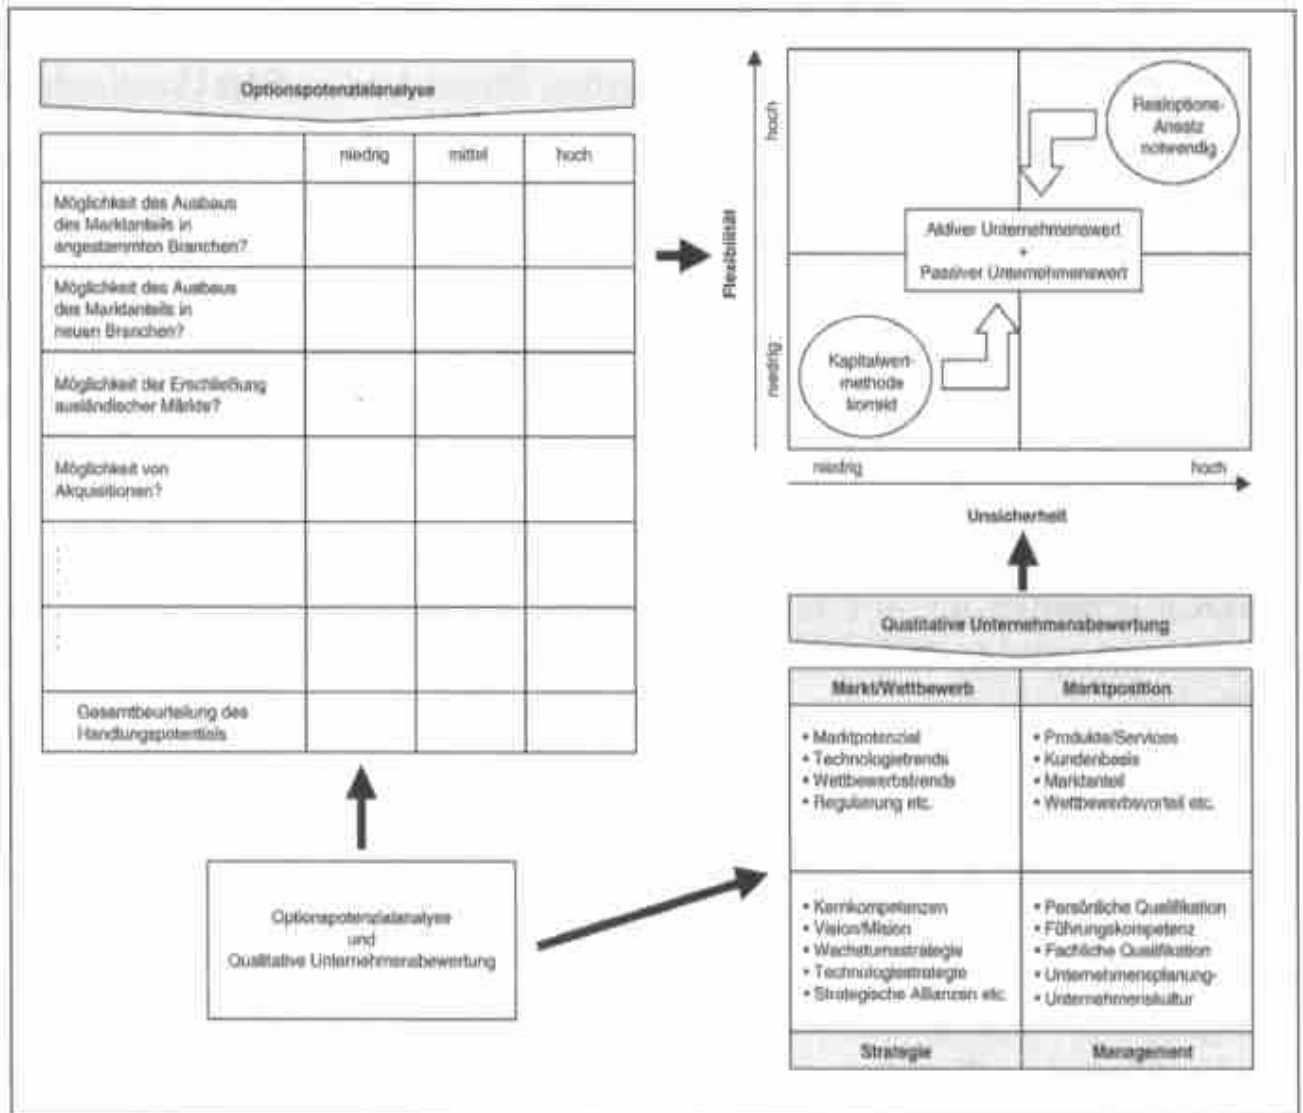 Optionspotenzialanalyse
niedrig mittel hoch
Möglichkeit des Ausbaus
des Marktanteils in
angestammten Branchen?
Möglichkeit des Ausbaus
des Marktanteils in
neuen Branchen?
Möglichkeit der Erschließung
ausländischer Märkte?
Möglichkeit von
Akquisitionen?
Gesamtbeurteilung des
Handlungspotentials
Optionspotenzialanalyse
und
Qualitative Unternehmensbewertung
Flexibilität
hoch
niedrig
Realoptions-
Ansatz
notwendig
Aktiver Unternehmenswert
+
Passiver Unternehmenswert
Kapitalwert-
methode
korrekt
niedrig hoch
Unsicherheit
Qualitative Unternehmensbewertung
Markt/Wettbewerb
• Marktpotenzial
• Technologietrends
• Wettbewerbstrends
• Regulierung etc.
Marktposition
• Produkte/Services
• Kundenbasis
• Marktanteil
• Wettbewerbsvorteil etc.
• Kernkompetenzen
• Vision/Mision
• Wachstumsstrategie
• Technologiestrategie
• Strategische Allianzen etc.
Strategie
• Persönliche Qualifikation
• Führungskompetenz
• Fachliche Qualifikation
• Unternehmensplanung-
• Unternehmenskultur
Management